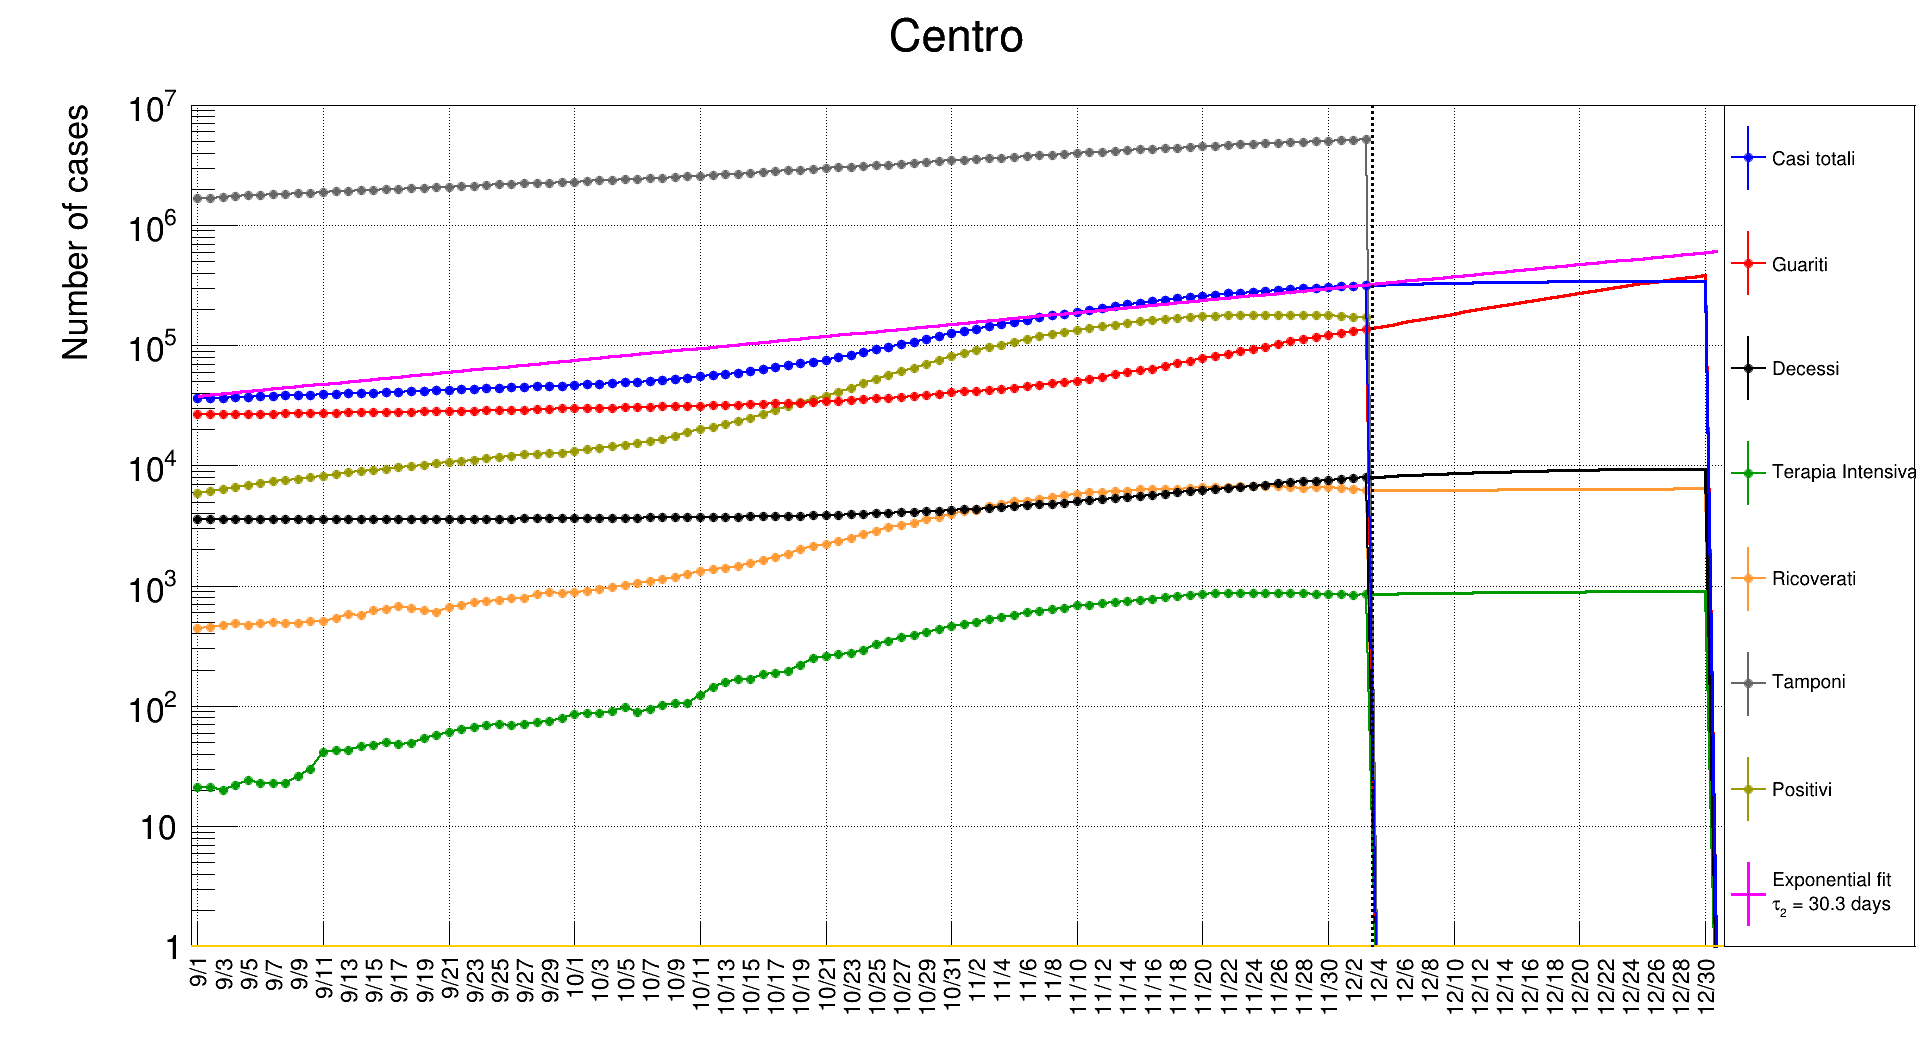 Centro
Number of cases
10^7
10^6
10^5
10^4
10^3
10^2
10
1
9/1 9/3 9/5 9/7 9/9 9/11 9/13 9/15 9/17 9/19 9/21 9/23 9/25 9/27 9/29 10/1 10/3 10/5 10/7 10/9 10/11 10/13 10/15 10/17 10/19 10/21 10/23 10/25 10/27 10/29 10/31 11/2 11/4 11/6 11/8 11/10 11/12 11/14 11/16 11/18 11/20 11/22 11/24 11/26 11/28 11/30 12/2 12/4 12/6 12/8 12/10 12/12 12/14 12/16 12/18 12/20 12/22 12/24 12/26 12/28 12/30
Casi totali
Guariti
Decessi
Terapia Intensiva
Ricoverati
Tamponi
Positivi
Exponential fit
τ₂ = 30.3 days